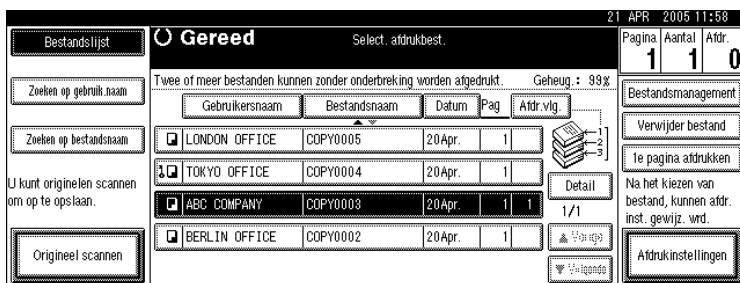 21 APR 2005 11:58
Bestandslijst
Gereed
Select. afdrukbest.
Pagina Aantal Afdr.
1 1 0
Twee of meer bestanden kunnen zonder onderbreking worden afgedrukt. Geheug.: 99%
Zoeken op gebruik.naam
Gebruikersnaam Bestandsnaam Datum Pag Afdr.vlg.
Bestandsmanagement
Zoeken op bestandsnaam
LONDON OFFICE COPY0005 20Apr. 1
1
2
3
Verwijder bestand
TOKYO OFFICE COPY0004 20Apr. 1
1e pagina afdrukken
U kunt originelen scannen
om op te opslaan.
ABC COMPANY COPY0003 20Apr. 1 1
Detail
1/1
Na het kiezen van
bestand, kunnen afdr.
inst. gewijz. wrd.
BERLIN OFFICE COPY0002 20Apr. 1
Vorige
Volgende
Origineel scannen
Afdrukinstellingen